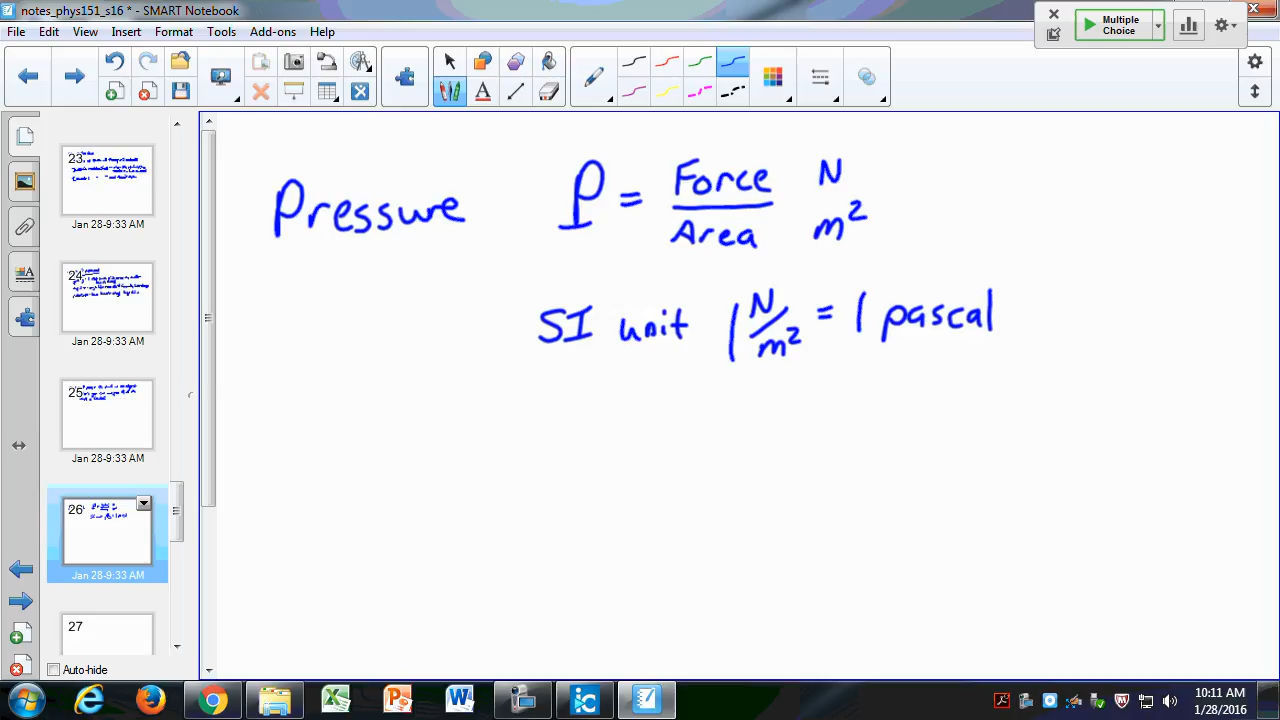 notes_phys151_s16 * - SMART Notebook
Multiple
Choice
File Edit View Insert Format Tools Add-ons Help
23
Jan 28-9:33 AM
24
Jan 28-9:33 AM
25
Jan 28-9:33 AM
26
Jan 28-9:33 AM
27
Auto-hide
Pressure P = Force N
Area m²
SI unit 1 N/m² = 1 pascal
10:11 AM
1/28/2016